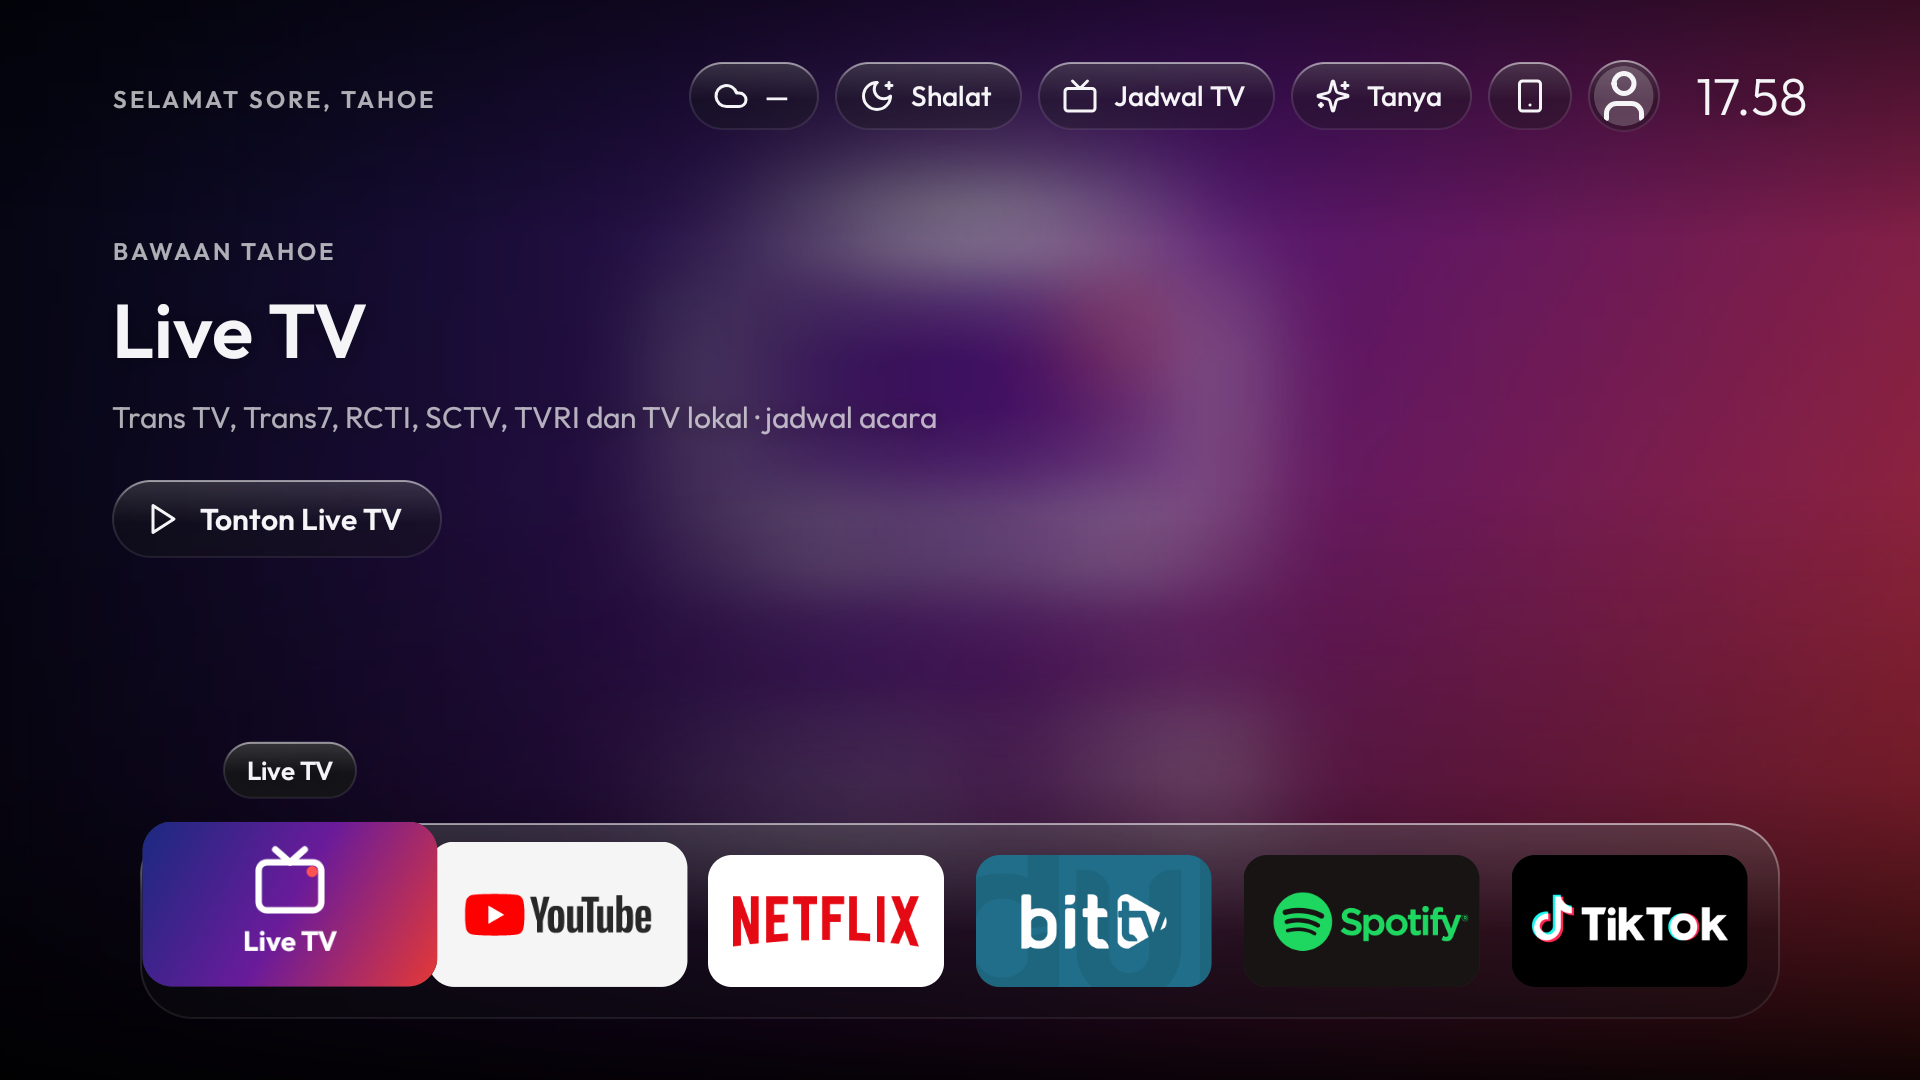 SELAMAT SORE, TAHOE
— Shalat Jadwal TV Tanya 17.58
BAWAAN TAHOE
Live TV
Trans TV, Trans7, RCTI, SCTV, TVRI dan TV lokal · jadwal acara
Tonton Live TV
Live TV
Live TV
YouTube
NETFLIX
bit tv
Spotify
TikTok